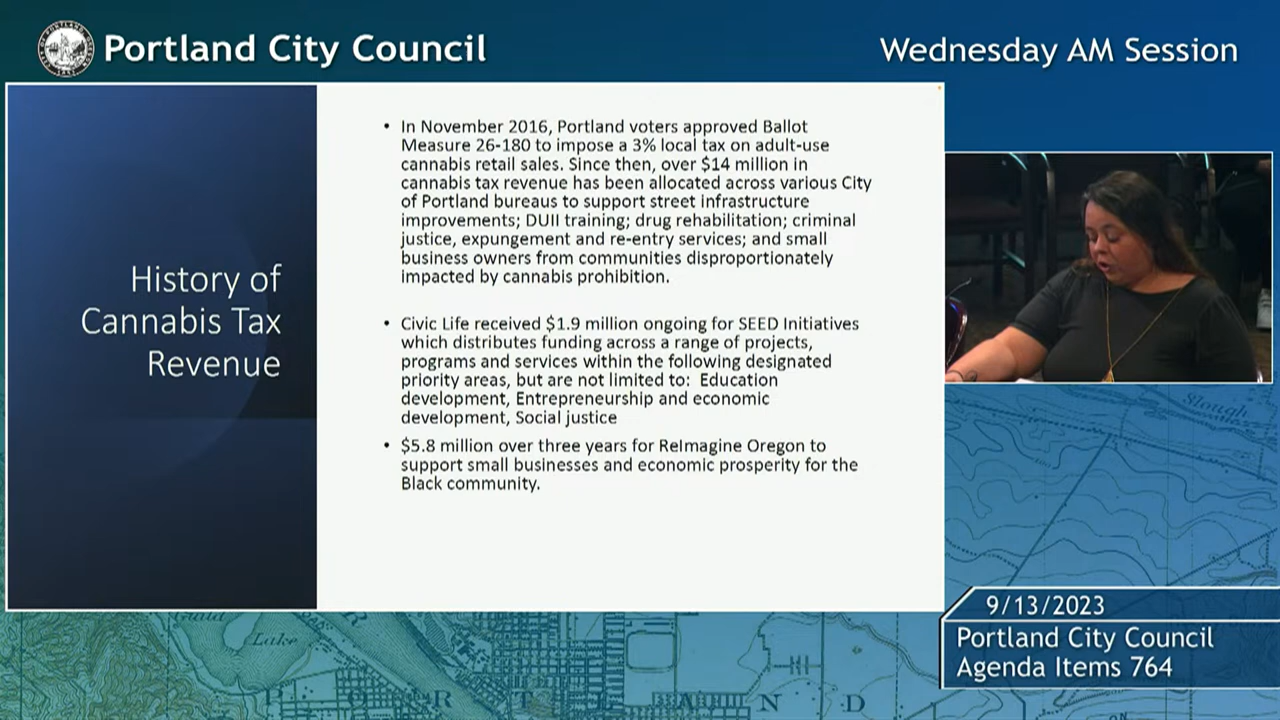 Portland City Council
Wednesday AM Session
History of
Cannabis Tax
Revenue
• In November 2016, Portland voters approved Ballot
Measure 26-180 to impose a 3% local tax on adult-use
cannabis retail sales. Since then, over $14 million in
cannabis tax revenue has been allocated across various City
of Portland bureaus to support street infrastructure
improvements; DUII training; drug rehabilitation; criminal
justice, expungement and re-entry services; and small
business owners from communities disproportionately
impacted by cannabis prohibition.
• Civic Life received $1.9 million ongoing for SEED Initiatives
which distributes funding across a range of projects,
programs and services within the following designated
priority areas, but are not limited to: Education
development, Entrepreneurship and economic
development, Social justice
• $5.8 million over three years for ReImagine Oregon to
support small businesses and economic prosperity for the
Black community.
Slough
9/13/2023
Portland City Council
Agenda Items 764
Guild
Lake
R T L A N D